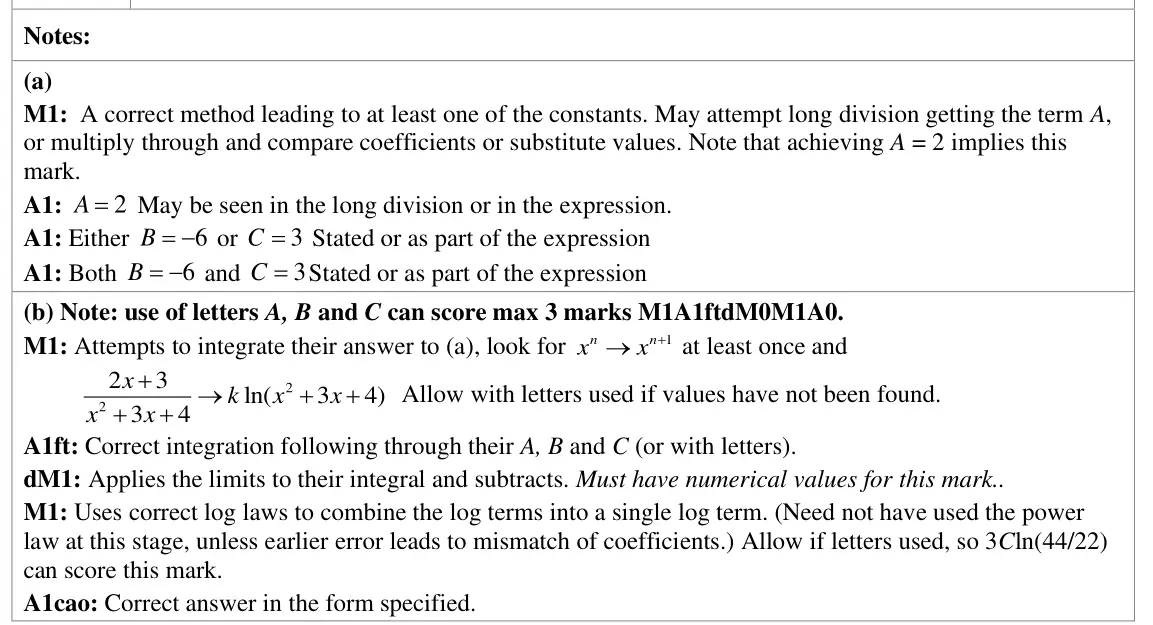 Notes:
(a)
M1: A correct method leading to at least one of the constants. May attempt long division getting the term A,
or multiply through and compare coefficients or substitute values. Note that achieving A = 2 implies this
mark.
A1: A = 2 May be seen in the long division or in the expression.
A1: Either B = −6 or C = 3 Stated or as part of the expression
A1: Both B = −6 and C = 3 Stated or as part of the expression
(b) Note: use of letters A, B and C can score max 3 marks M1A1ftdM0M1A0.
M1: Attempts to integrate their answer to (a), look for xⁿ → xⁿ⁺¹ at least once and
(2x+3)/(x²+3x+4) → k ln(x²+3x+4) Allow with letters used if values have not been found.
A1ft: Correct integration following through their A, B and C (or with letters).
dM1: Applies the limits to their integral and subtracts. Must have numerical values for this mark..
M1: Uses correct log laws to combine the log terms into a single log term. (Need not have used the power
law at this stage, unless earlier error leads to mismatch of coefficients.) Allow if letters used, so 3Cln(44/22)
can score this mark.
A1cao: Correct answer in the form specified.